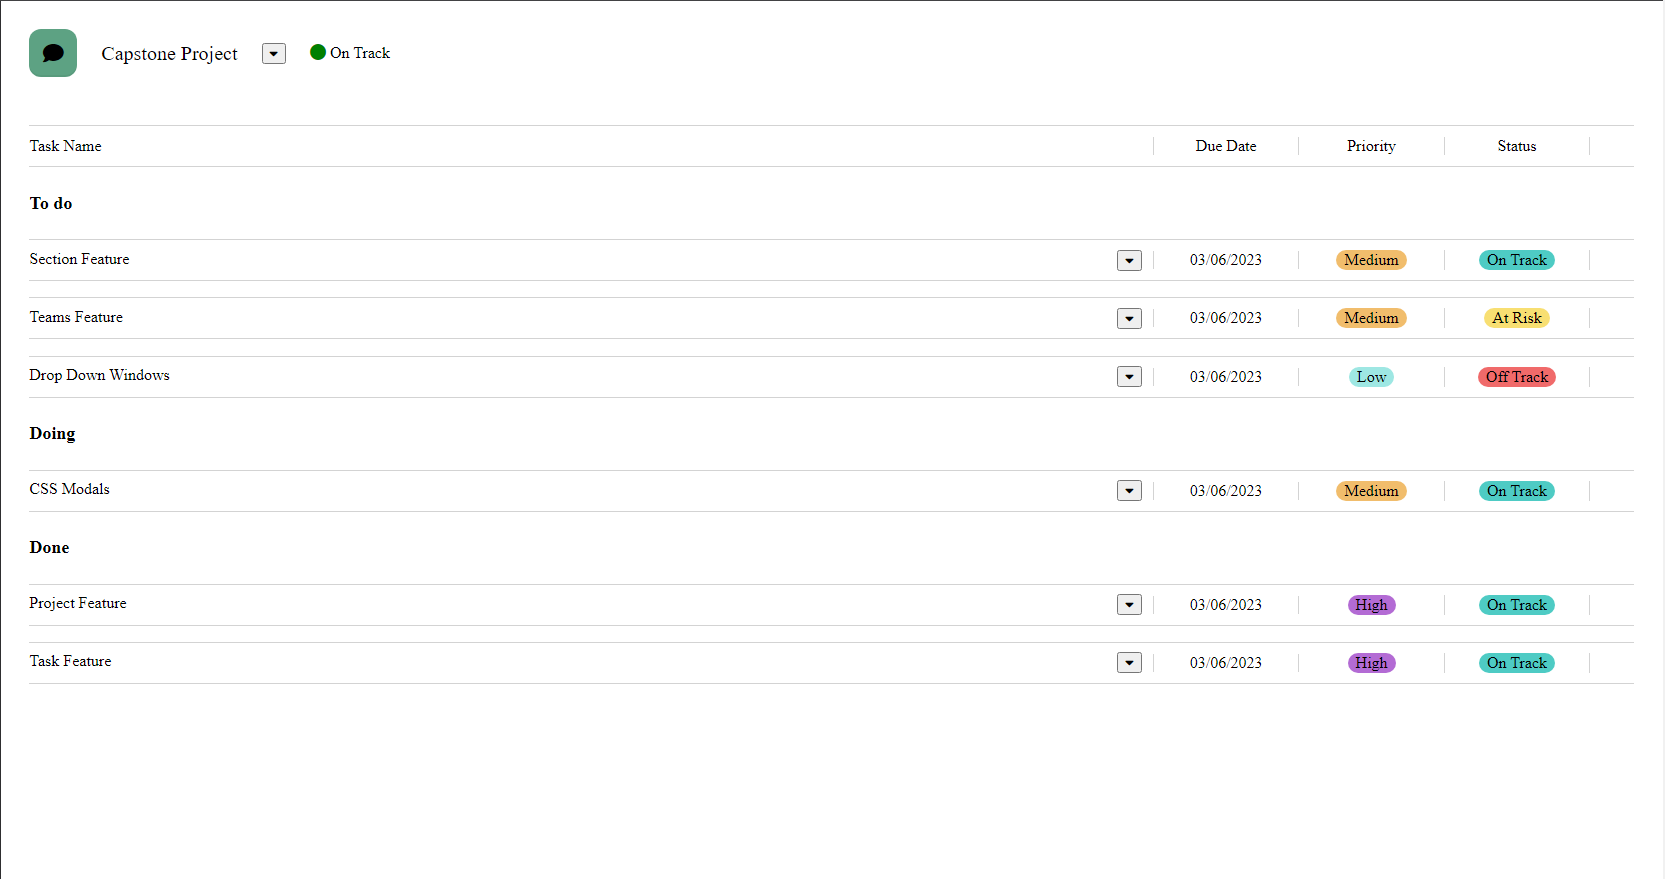 Capstone Project On Track
Task Name Due Date Priority Status
To do
Section Feature 03/06/2023 Medium On Track
Teams Feature 03/06/2023 Medium At Risk
Drop Down Windows 03/06/2023 Low Off Track
Doing
CSS Modals 03/06/2023 Medium On Track
Done
Project Feature 03/06/2023 High On Track
Task Feature 03/06/2023 High On Track